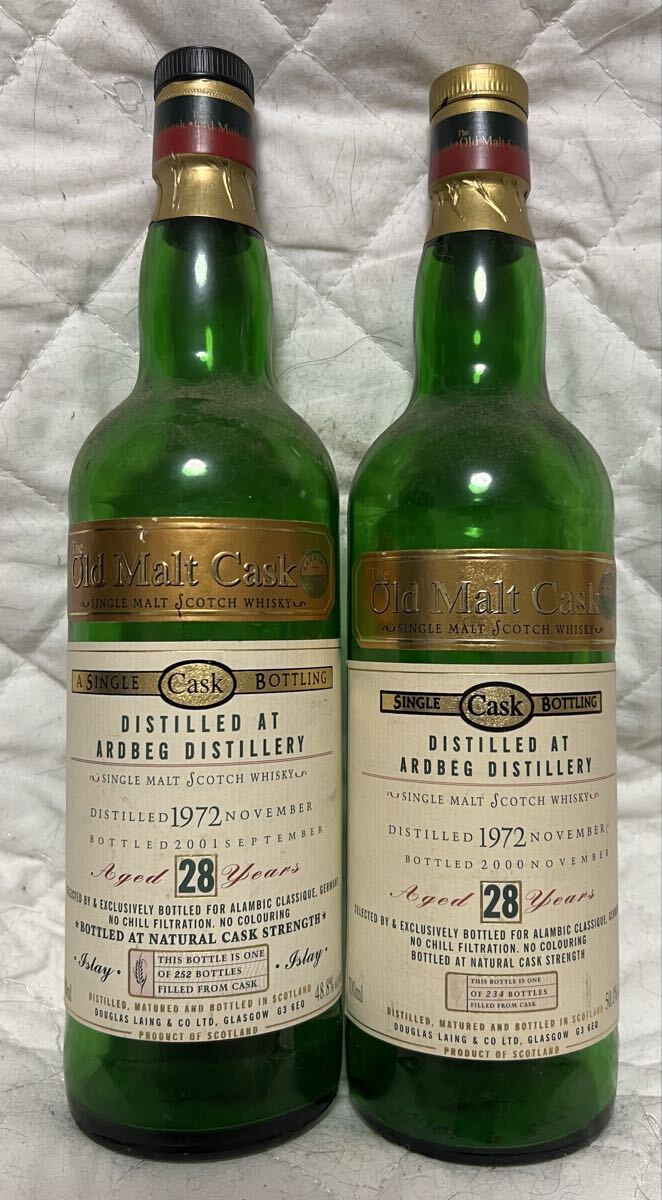 The
Old Malt Cask
SINGLE MALT SCOTCH WHISKY
A SINGLE Cask BOTTLING
DISTILLED AT
ARDBEG DISTILLERY
SINGLE MALT SCOTCH WHISKY
DISTILLED 1972 NOVEMBER
BOTTLED 2001 SEPTEMBER
Aged 28 Years
SELECTED BY & EXCLUSIVELY BOTTLED FOR ALAMBIC CLASSIQUE, GERMANY
NO CHILL FILTRATION. NO COLOURING
*BOTTLED AT NATURAL CASK STRENGTH*
Islay • THIS BOTTLE IS ONE • Islay •
OF 252 BOTTLES
FILLED FROM CASK
48.8%
DISTILLED, MATURED AND BOTTLED IN SCOTLAND
DOUGLAS LAING & CO LTD, GLASGOW G3 6EQ
PRODUCT OF SCOTLAND
The
Old Malt C
The
Old Malt Cask
SINGLE MALT SCOTCH WHISKY
SINGLE Cask BOTTLING
DISTILLED AT
ARDBEG DISTILLERY
SINGLE MALT SCOTCH WHISKY
DISTILLED 1972 NOVEMBER
BOTTLED 2000 NOVEMBER
Aged 28 Years
SELECTED BY & EXCLUSIVELY BOTTLED FOR ALAMBIC CLASSIQUE,
NO CHILL FILTRATION. NO COLOURING
BOTTLED AT NATURAL CASK STRENGTH
THIS BOTTLE IS ONE
OF 234 BOTTLES
FILLED FROM CASK
700ml
DISTILLED, MATURED AND BOTTLED IN SCOTLAND
DOUGLAS LAING & CO LTD, GLASGOW G3 6EQ
PRODUCT OF SCOTLAND